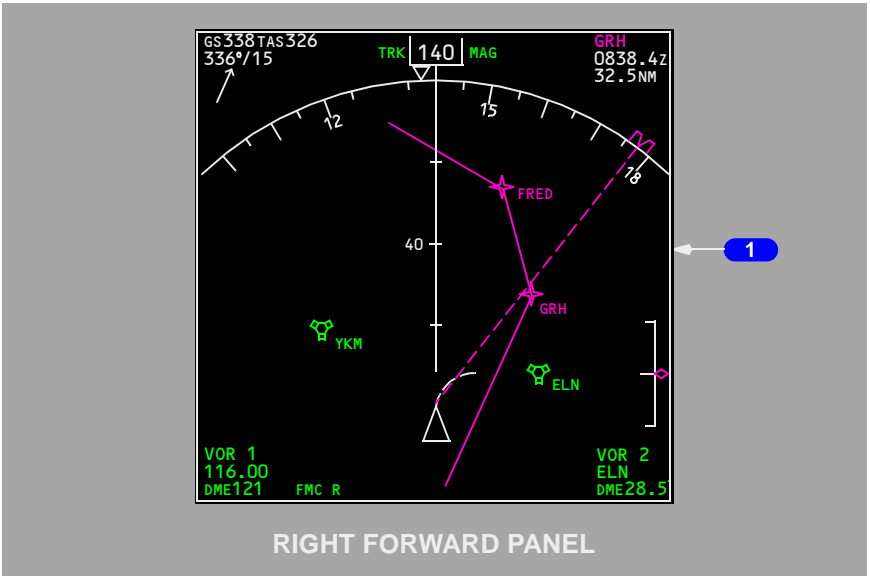 GS338TAS326
336°/15
TRK 140 MAG
GRH
0838.4Z
32.5NM
12
15
18
FRED
40
GRH
1
YKM
ELN
VOR 1
116.00
DME121
FMC R
VOR 2
ELN
DME28.5
RIGHT FORWARD PANEL